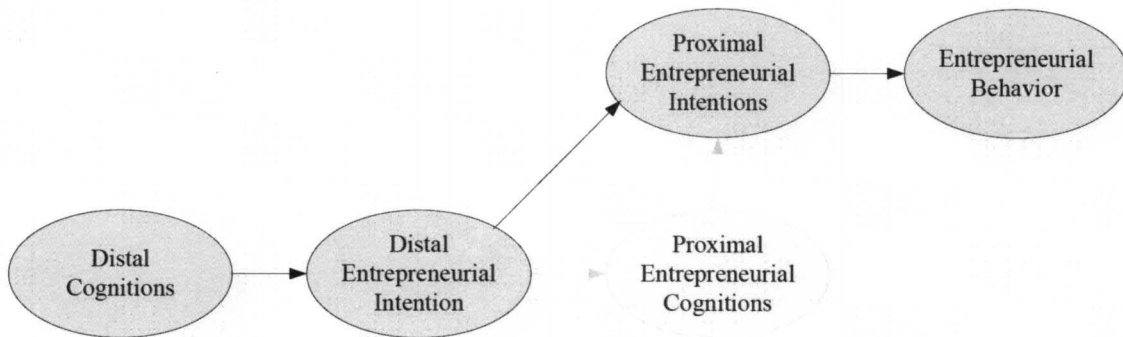 Proximal
Entrepreneurial
Intentions
Entrepreneurial
Behavior
Distal
Cognitions
Distal
Entrepreneurial
Intention
Proximal
Entrepreneurial
Cognitions